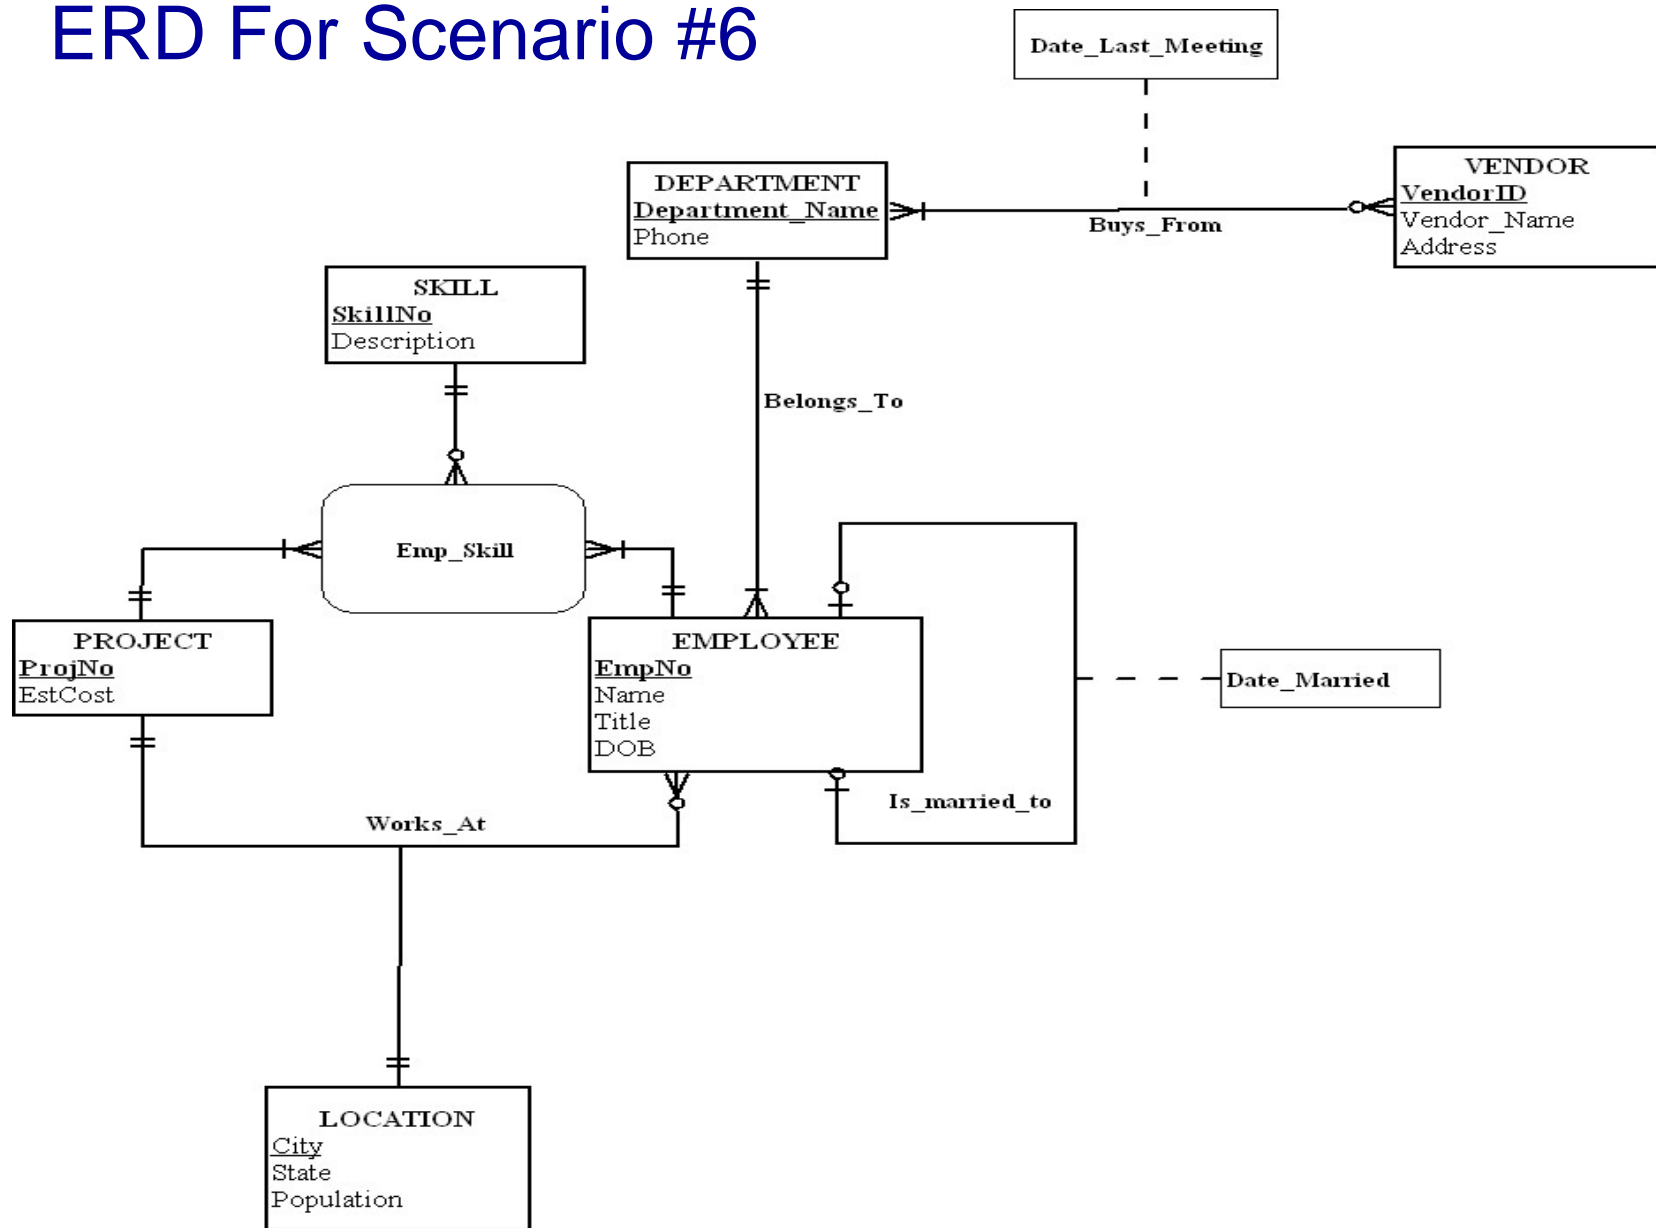 ERD For Scenario #6
Date_Last_Meeting
DEPARTMENT
Department_Name
Phone
VENDOR
VendorID
Vendor_Name
Address
Buys_From
SKILL
SkillNo
Description
Belongs_To
Emp_Skill
PROJECT
ProjNo
EstCost
EMPLOYEE
EmpNo
Name
Title
DOB
Date_Married
Is_married_to
Works_At
LOCATION
City
State
Population